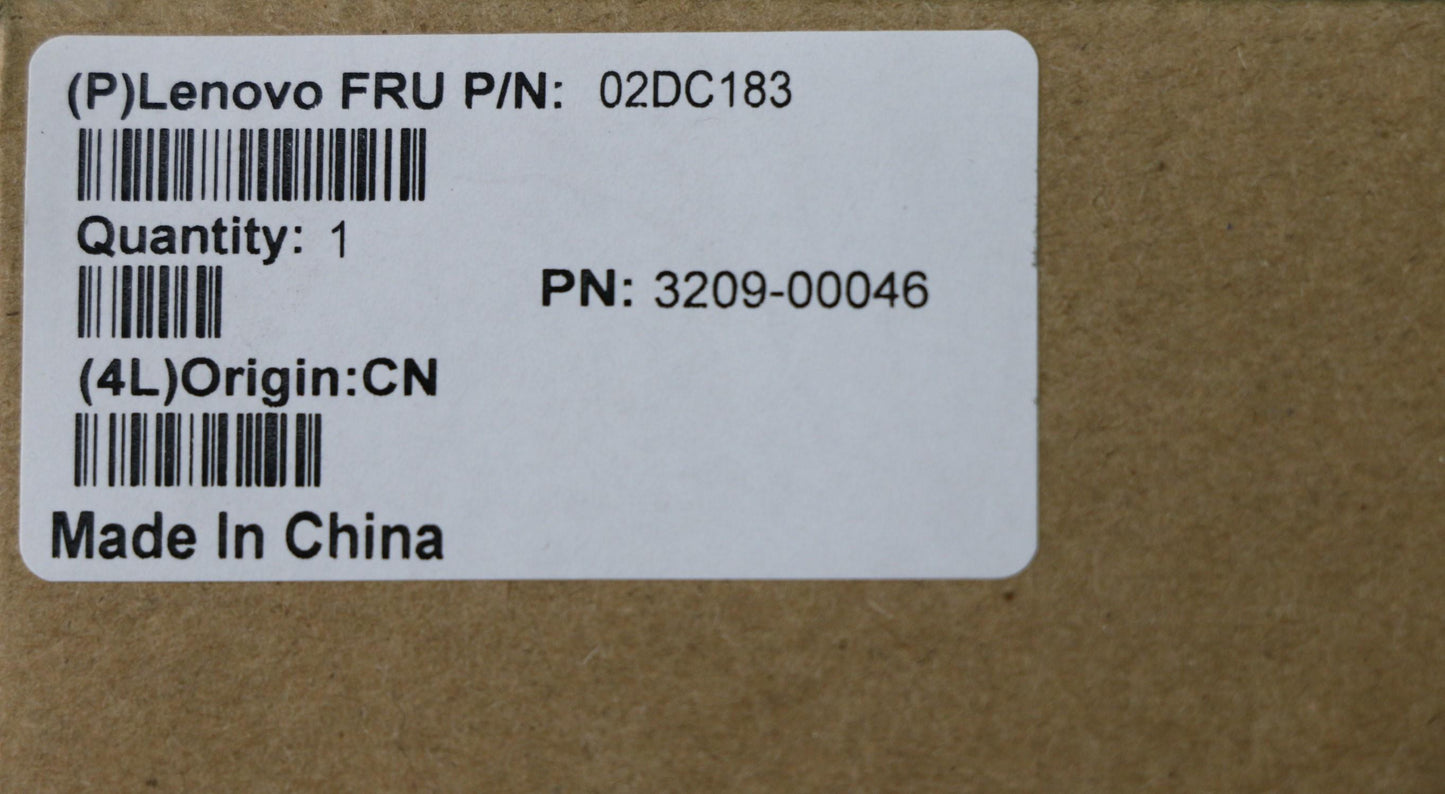 (P)Lenovo FRU P/N: 02DC183
Quantity: 1
PN: 3209-00046
(4L)Origin:CN
Made In China